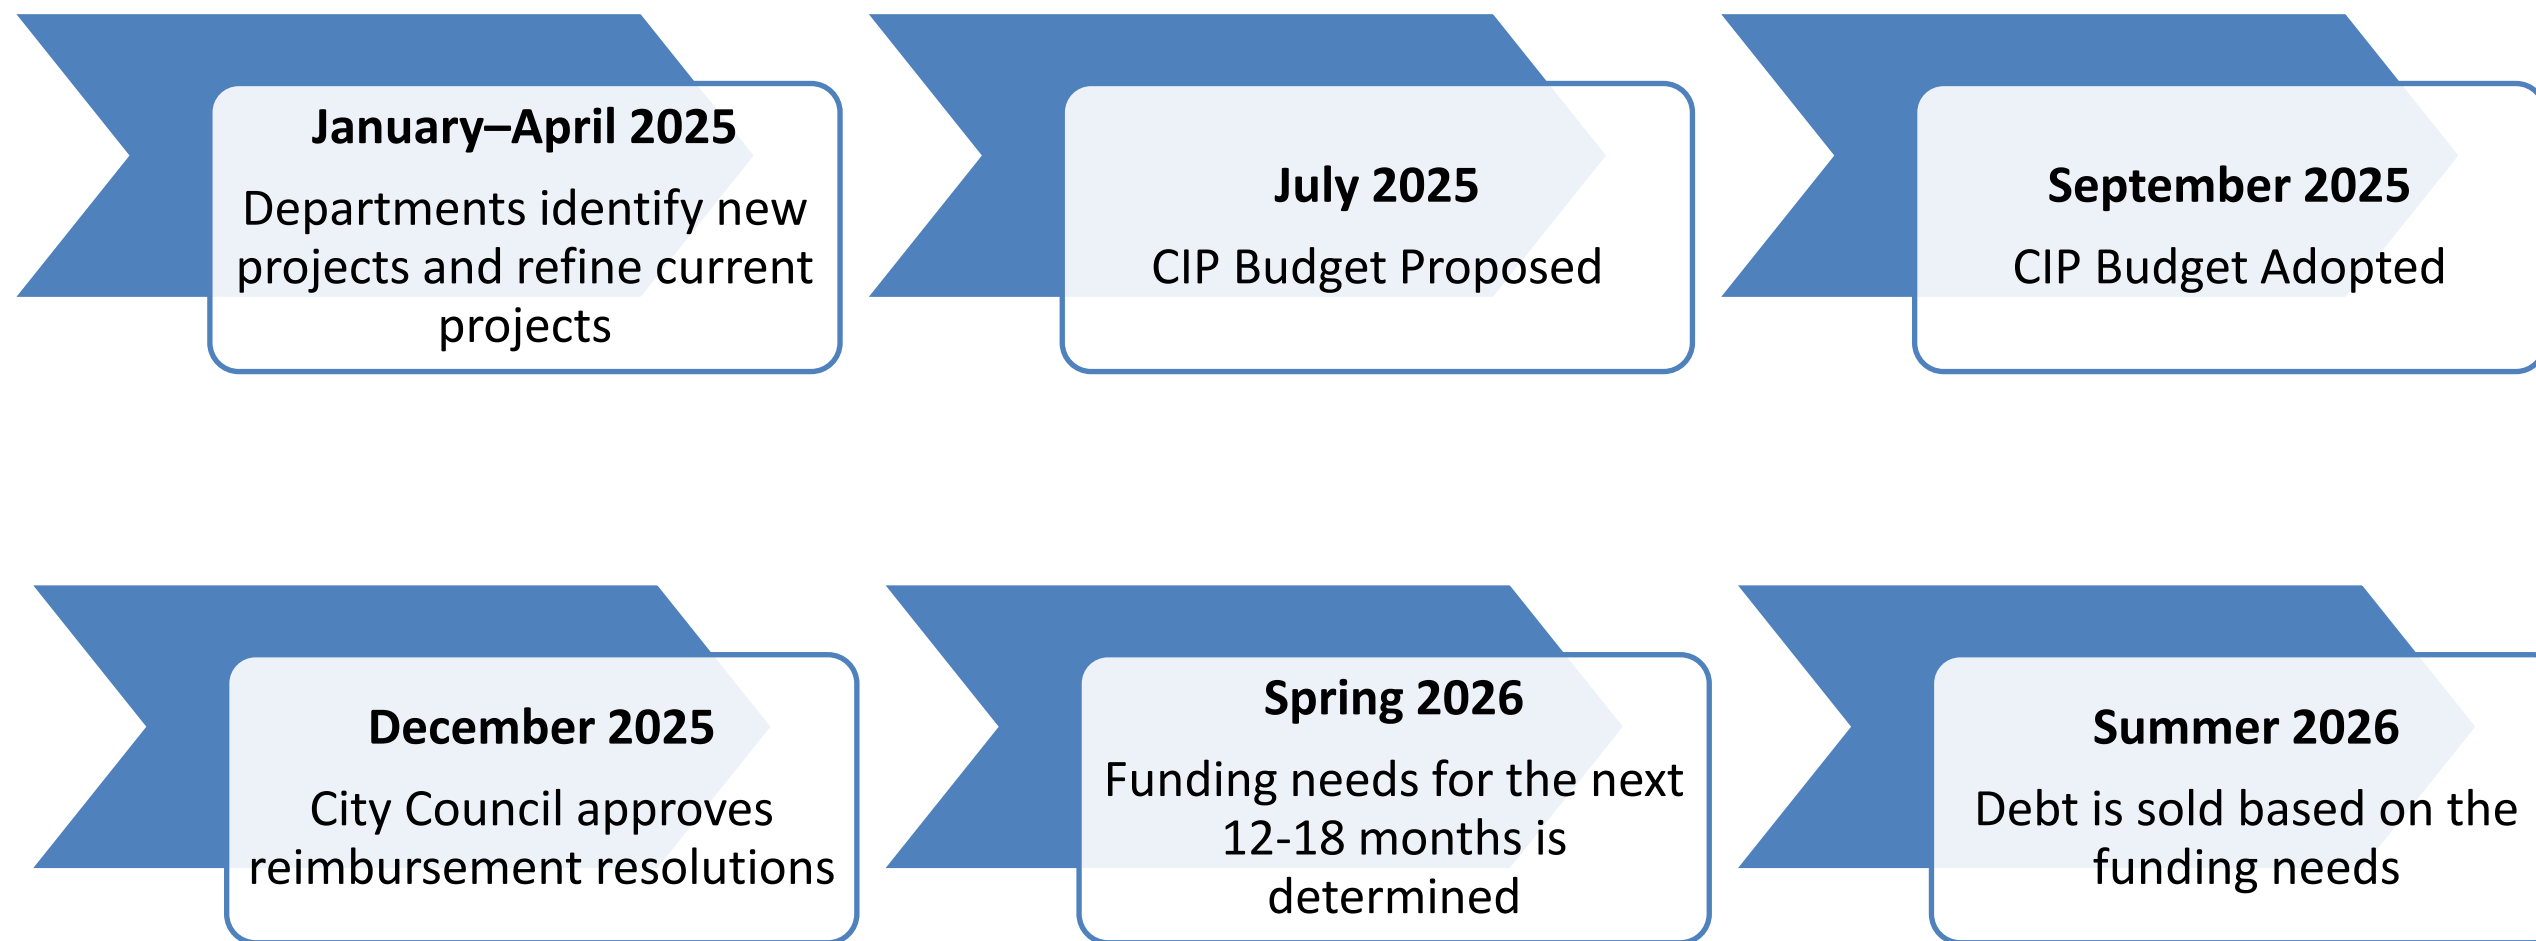 January–April 2025
Departments identify new
projects and refine current
projects
July 2025
CIP Budget Proposed
September 2025
CIP Budget Adopted
December 2025
City Council approves
reimbursement resolutions
Spring 2026
Funding needs for the next
12-18 months is
determined
Summer 2026
Debt is sold based on the
funding needs